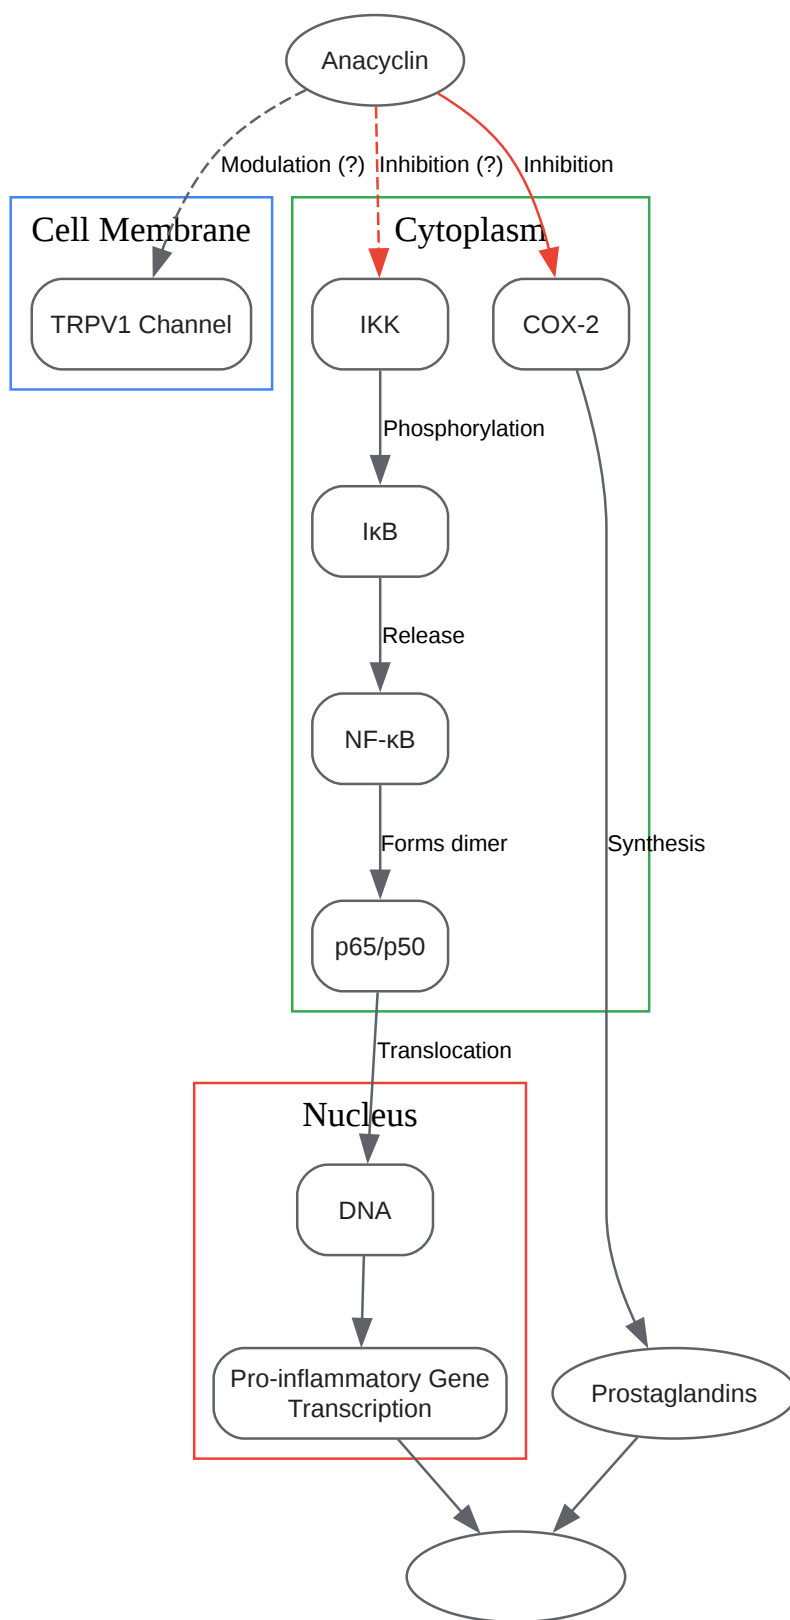 Anacyclin
Modulation (?)
Inhibition (?)
Inhibition
Cell Membrane
Cytoplasm
TRPV1 Channel
IKK
COX-2
Phosphorylation
IκB
Release
NF-κB
Forms dimer
Synthesis
p65/p50
Translocation
Nucleus
DNA
Pro-inflammatory Gene
Transcription
Prostaglandins